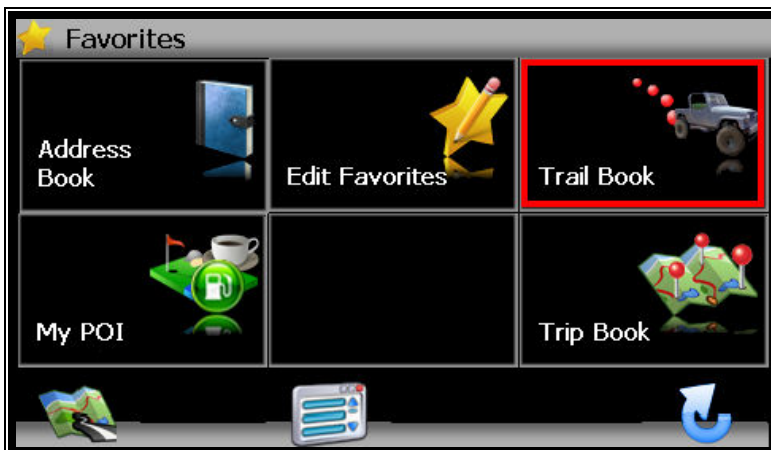 Favorites
Address
Book
Edit Favorites
Trail Book
My POI
Trip Book